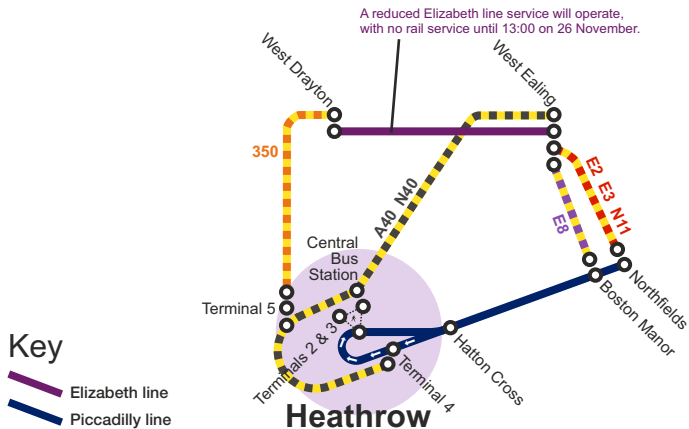 A reduced Elizabeth line service will operate,
with no rail service until 13:00 on 26 November.
West Drayton
West Ealing
350
A40 N40
E2 E3 N11
E8
Central
Bus
Station
Terminal 5
Terminals 2 & 3
Terminal 4
Hatton Cross
Boston Manor
Northfields
Heathrow
Key
Elizabeth line
Piccadilly line